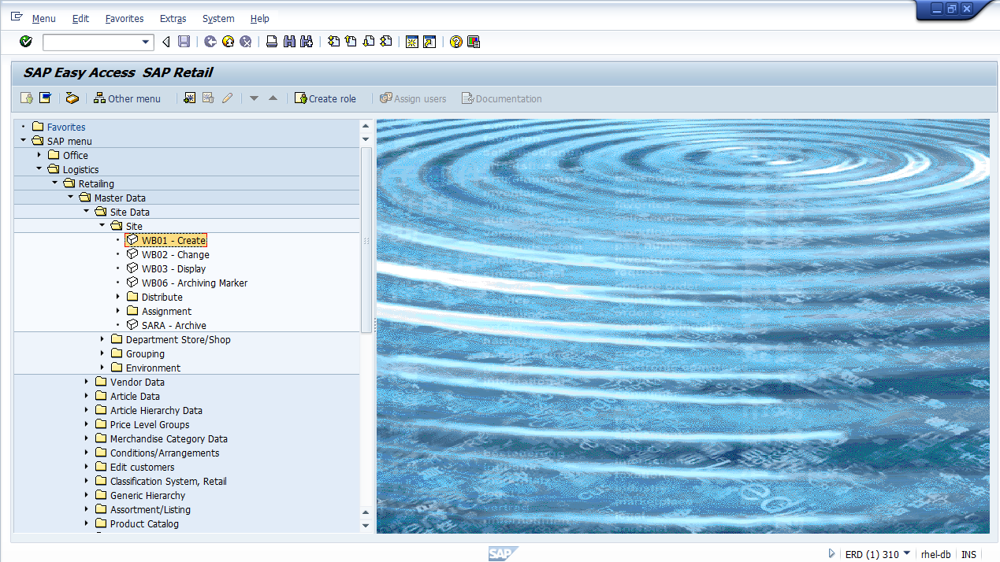 Menu Edit Favorites Extras System Help
SAP Easy Access SAP Retail
Other menu Create role Assign users Documentation
Favorites
SAP menu
Office
Logistics
Retailing
Master Data
Site Data
Site
WB01 - Create
WB02 - Change
WB03 - Display
WB06 - Archiving Marker
Distribute
Assignment
SARA - Archive
Department Store/Shop
Grouping
Environment
Vendor Data
Article Data
Article Hierarchy Data
Price Level Groups
Merchandise Category Data
Conditions/Arrangements
Edit customers
Classification System, Retail
Generic Hierarchy
Assortment/Listing
Product Catalog
SAP
ERD (1) 310 rhel-db INS